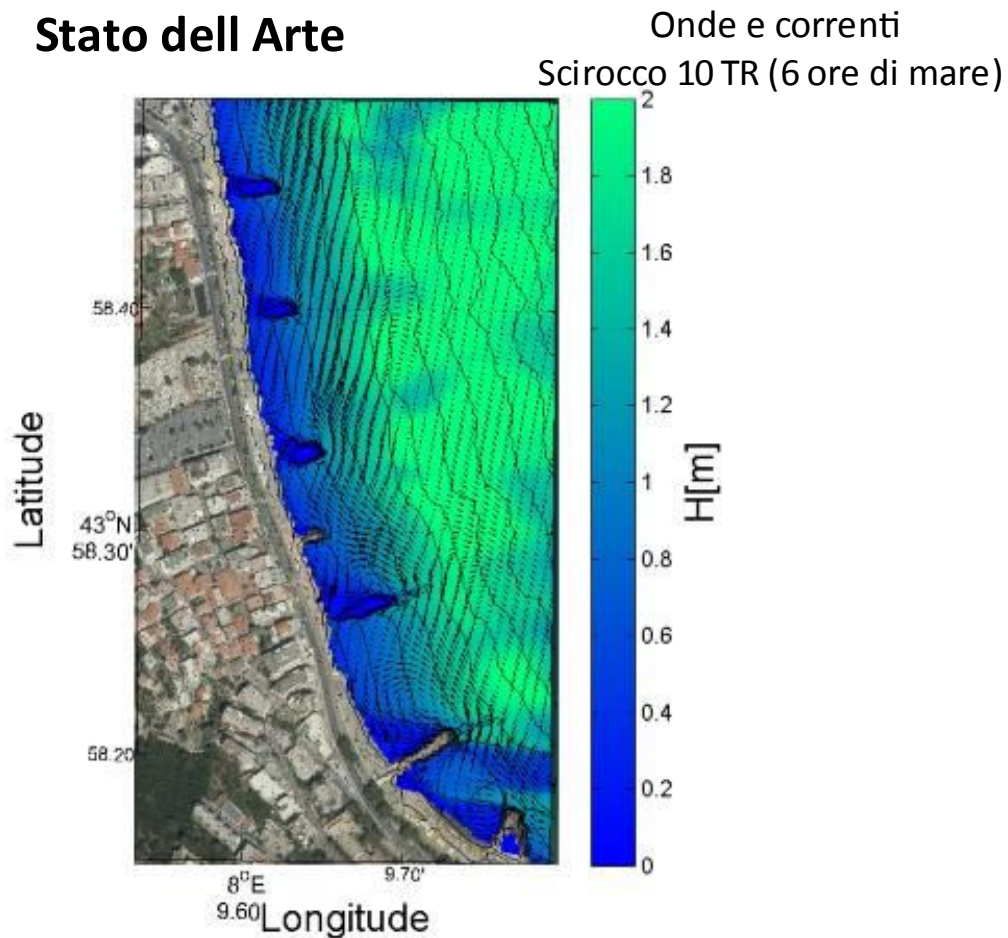 Stato dell Arte
Onde e correnti
Scirocco 10 TR (6 ore di mare)
2
1.8
1.6
1.4
1.2
1
0.8
0.6
0.4
0.2
0
H[m]
Latitude
58.40
43°N
58.30'
58.20
8°E
9.60
9.70'
Longitude